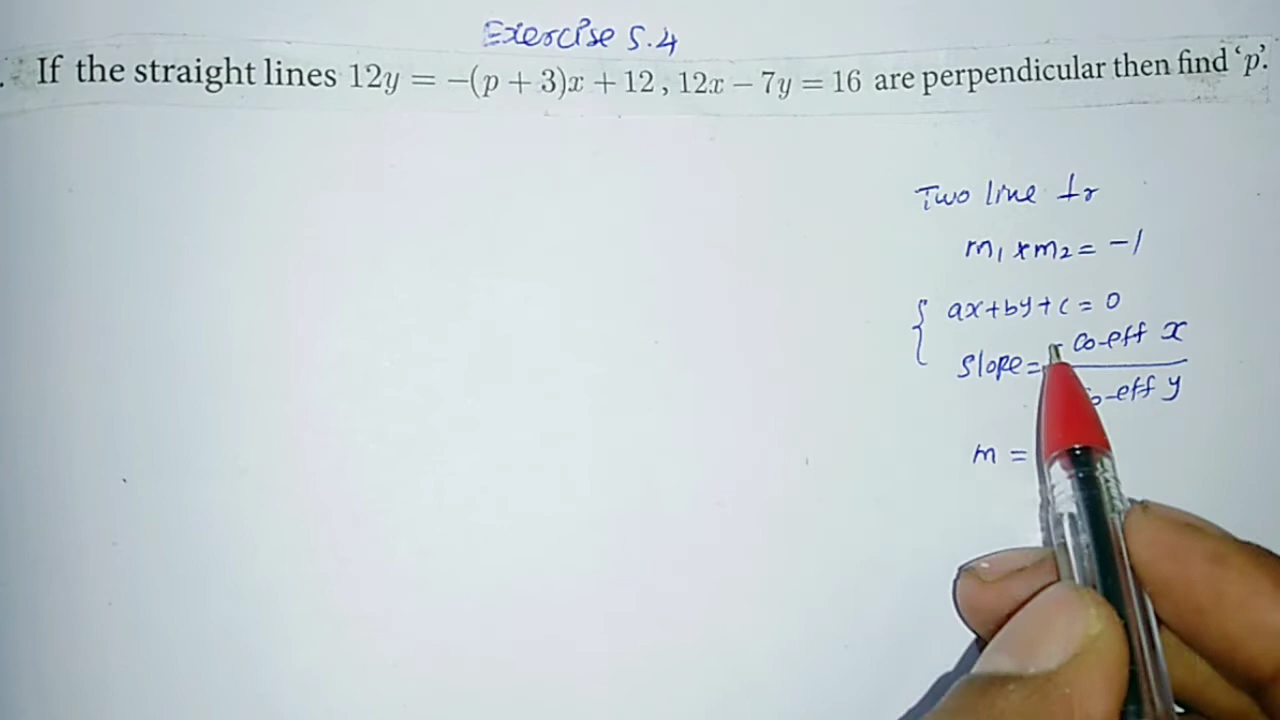 Exercise 5.4
. If the straight lines 12y = −(p + 3)x + 12 , 12x − 7y = 16 are perpendicular then find 'p'.
Two line ⊥r
m₁ × m₂ = -1
{ ax+by+c = 0
Slope = - co-eff x
co-eff y
m =